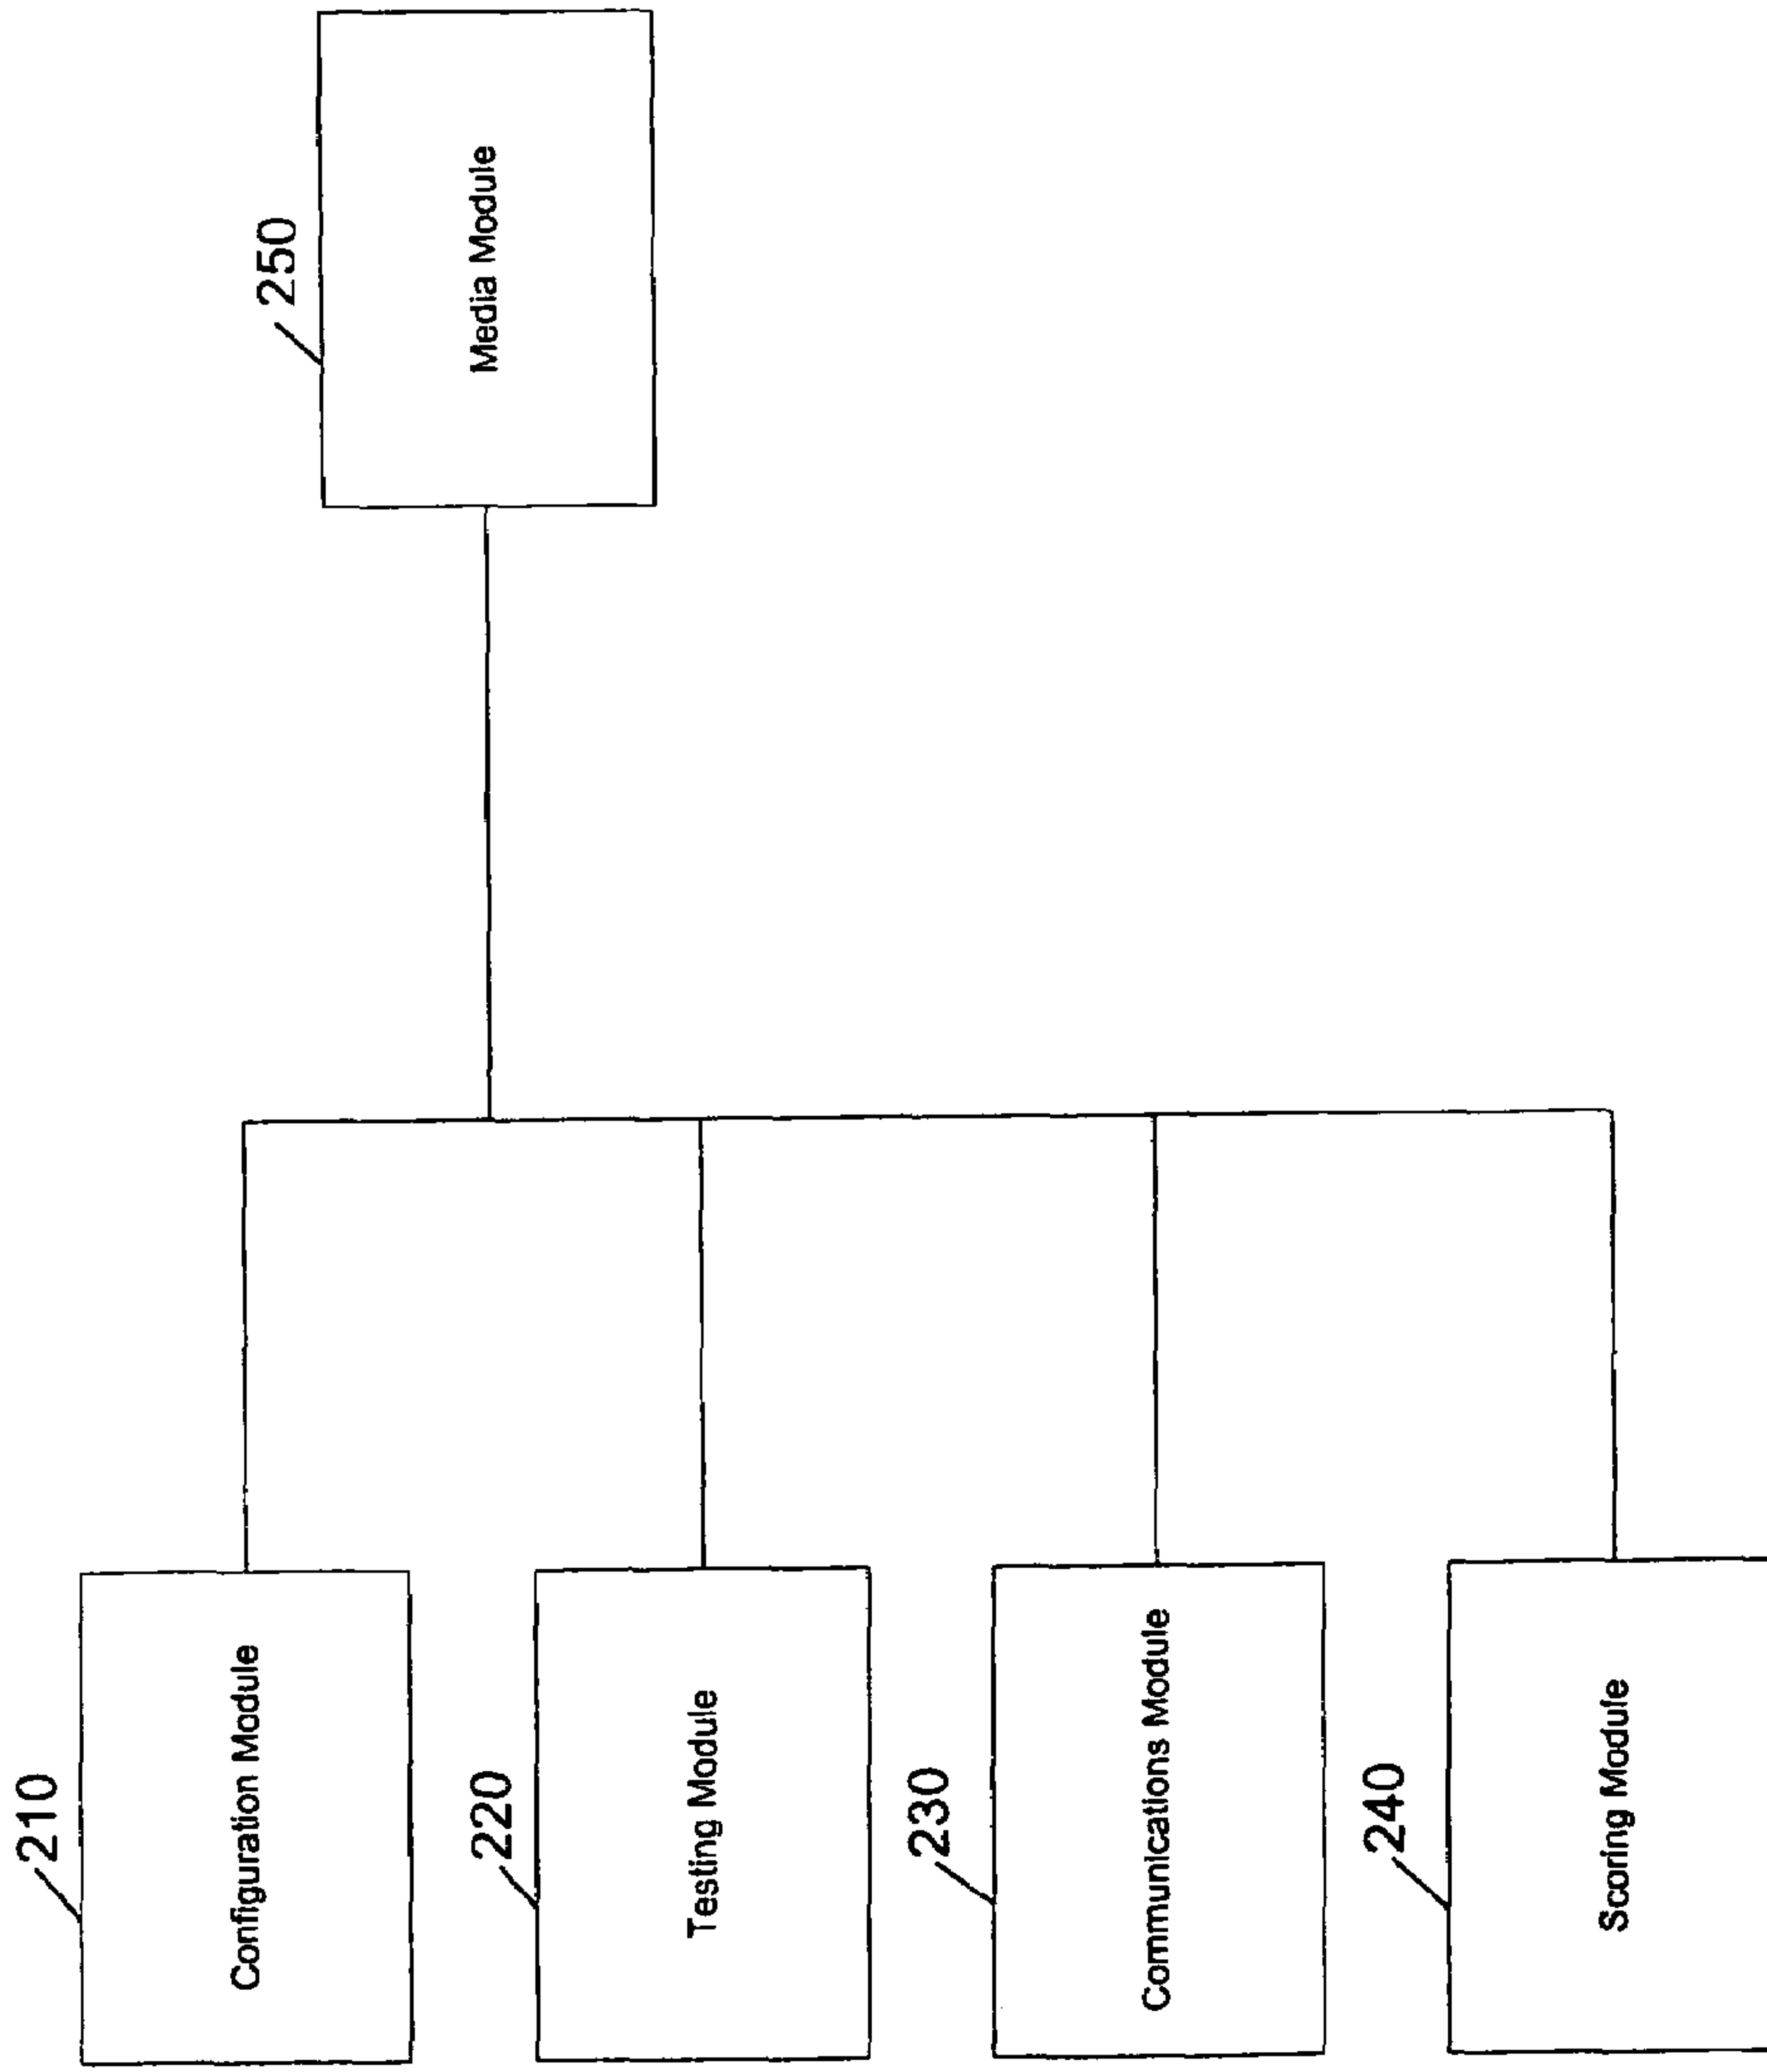 210
Configuration Module
220
Testing Module
230
Communications Module
240
Scoring Module
250
Media Module